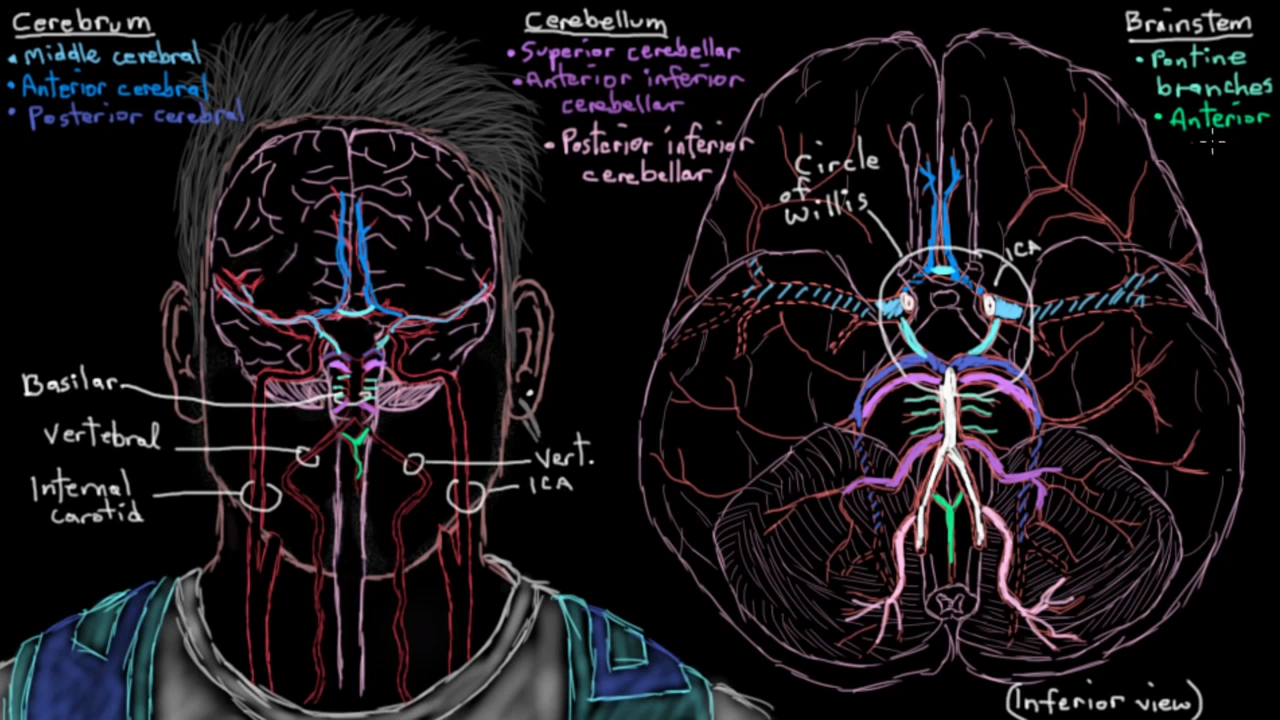 Cerebrum
• Middle cerebral
• Anterior cerebral
• Posterior cerebral
Cerebellum
• Superior cerebellar
• Anterior inferior
cerebellar
• Posterior inferior
cerebellar
Brainstem
• Pontine
branches
• Anterior
Circle
of
Willis
ICA
Basilar
Vertebral
Internal
carotid
Vert.
ICA
(Inferior view)